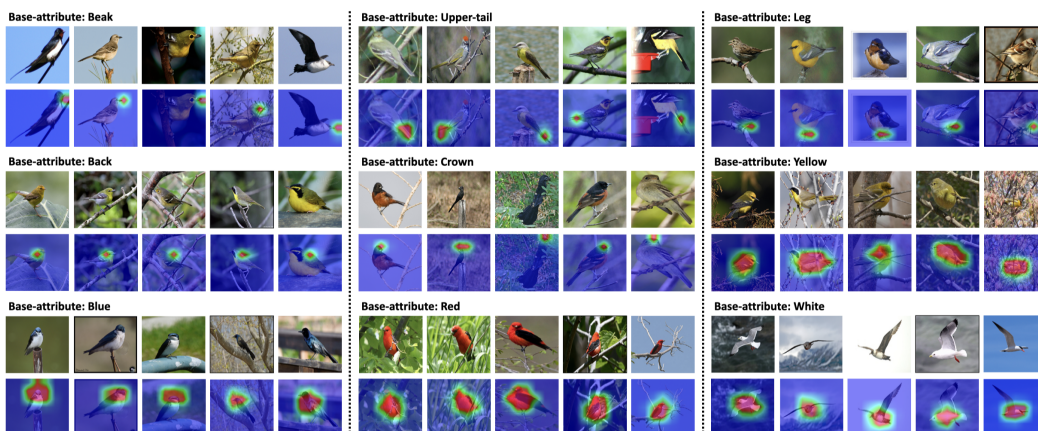 Base-attribute: Beak
Base-attribute: Upper-tail
Base-attribute: Leg
Base-attribute: Back
Base-attribute: Crown
Base-attribute: Yellow
Base-attribute: Blue
Base-attribute: Red
Base-attribute: White